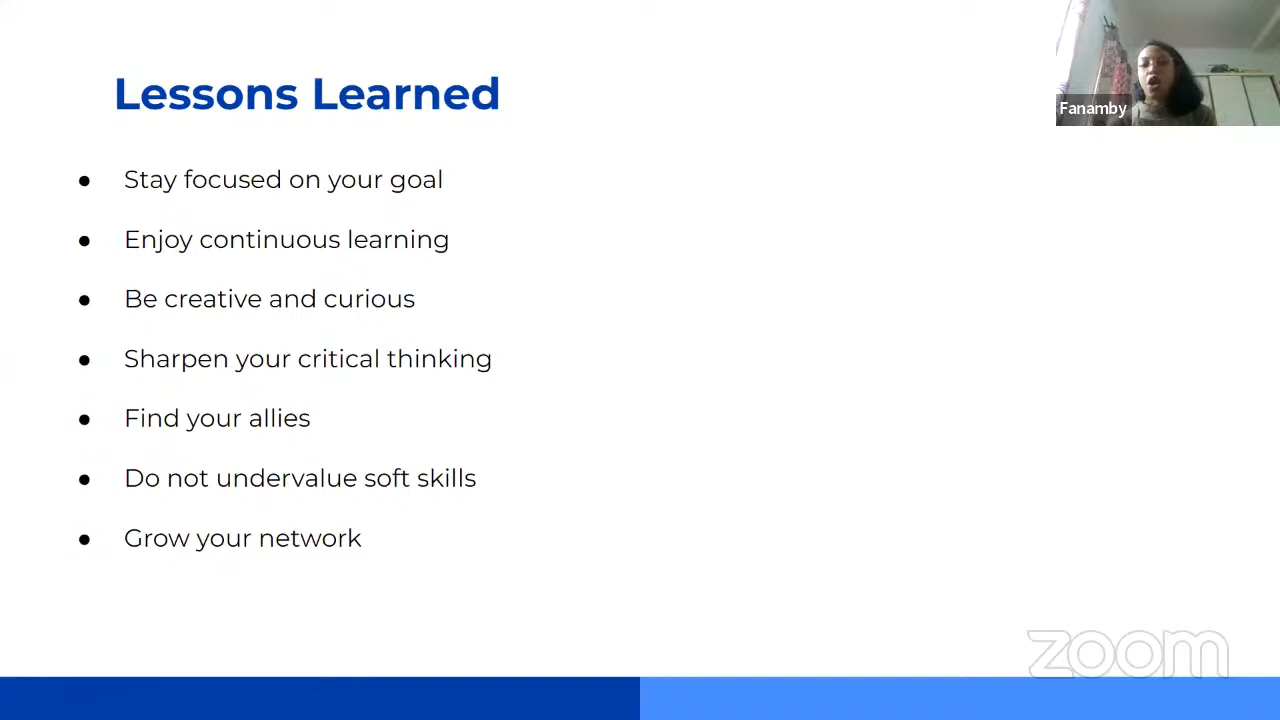 Lessons Learned
Fanamby
● Stay focused on your goal
● Enjoy continuous learning
● Be creative and curious
● Sharpen your critical thinking
● Find your allies
● Do not undervalue soft skills
● Grow your network
zoom